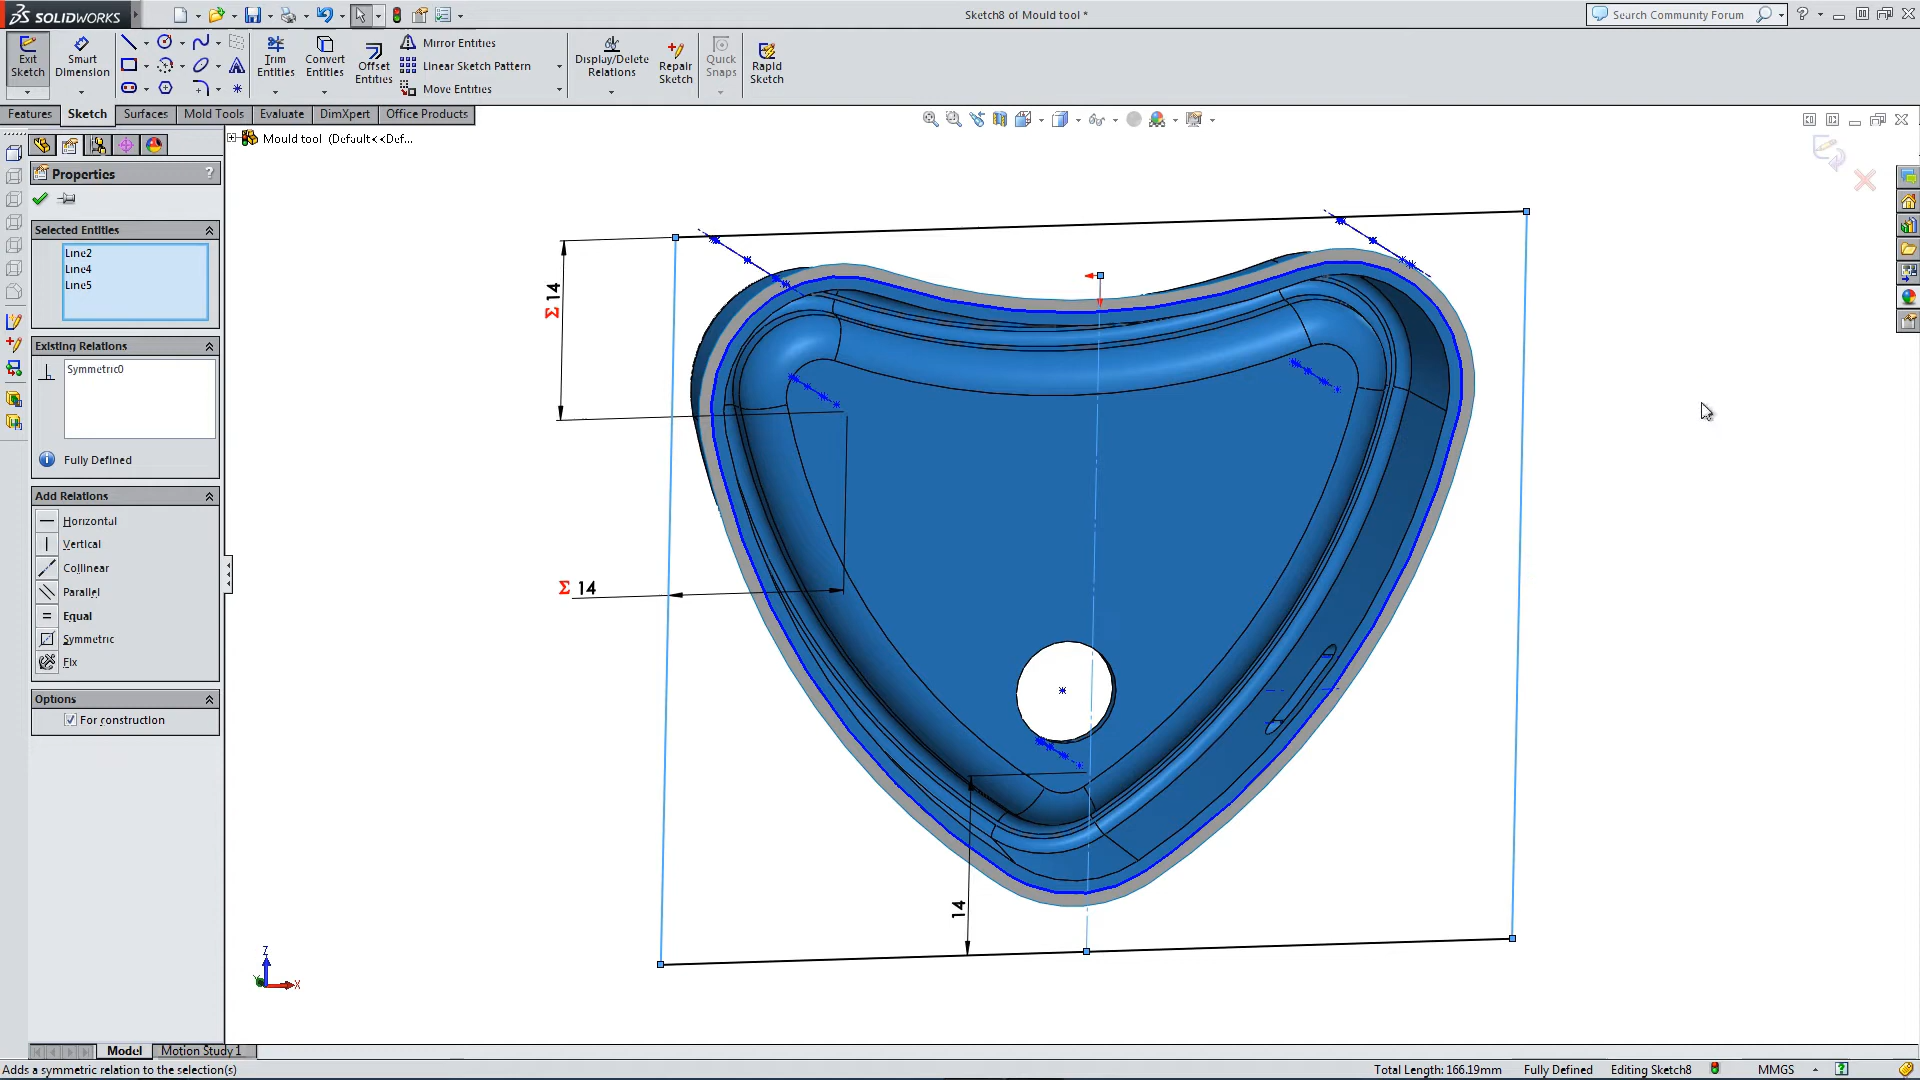 SOLIDWORKS
Sketch8 of Mould tool *
Search Community Forum
Exit Sketch
Smart Dimension
Trim Entities
Convert Entities
Offset Entities
Mirror Entities
Linear Sketch Pattern
Move Entities
Display/Delete Relations
Repair Sketch
Quick Snaps
Rapid Sketch
Features
Sketch
Surfaces
Mold Tools
Evaluate
DimXpert
Office Products
Mould tool (Default<<Def...
Properties
?
Selected Entities
Line2
Line4
Line5
Existing Relations
Symmetric0
Fully Defined
Add Relations
Horizontal
Vertical
Collinear
Parallel
Equal
Symmetric
Fix
Options
For construction
Σ 14
Σ 14
14
Z
X
Y
Model
Motion Study 1
Adds a symmetric relation to the selection(s)
Total Length: 166.19mm
Fully Defined
Editing Sketch8
MMGS